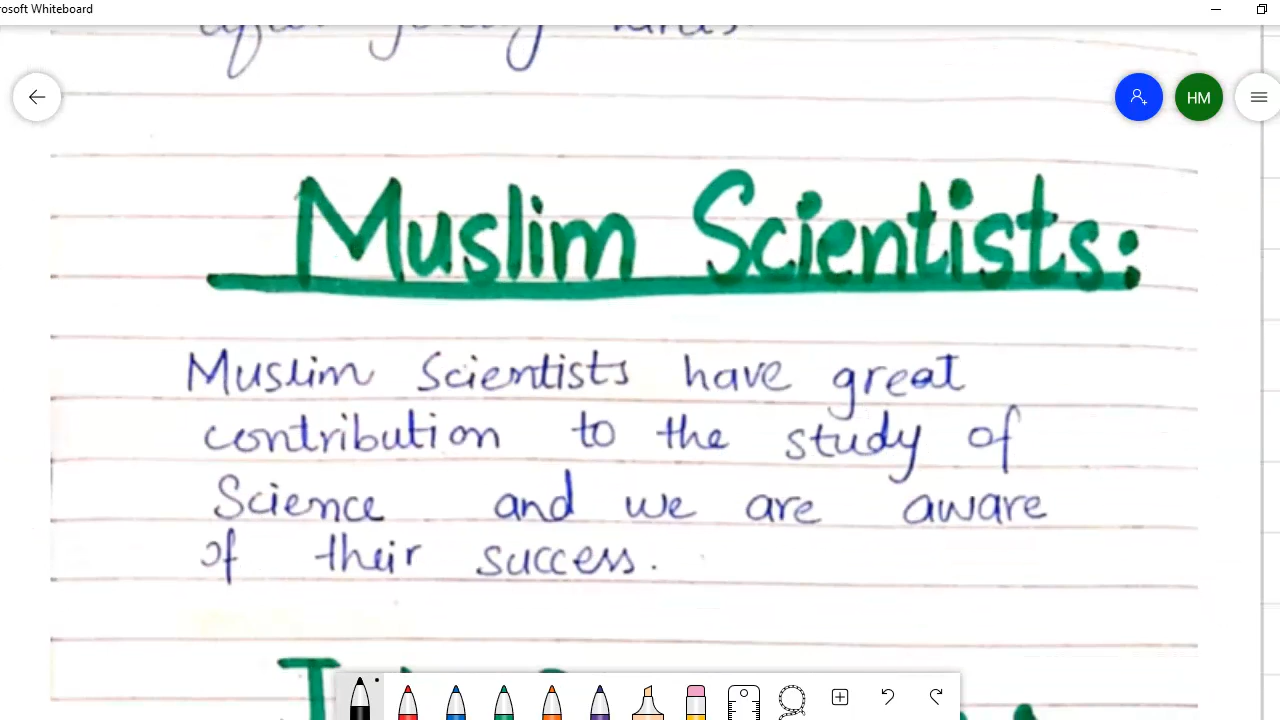 rosoft Whiteboard
HM
Muslim Scientists:
Muslim Scientists have great
contribution to the study of
Science and we are aware
of their success.